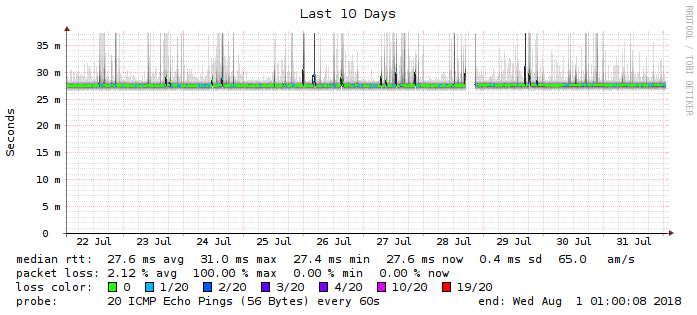 Last 10 Days
RRDTOOL / TOBI OETIKER
Seconds
35 m
30 m
25 m
20 m
15 m
10 m
5 m
0
22 Jul 23 Jul 24 Jul 25 Jul 26 Jul 27 Jul 28 Jul 29 Jul 30 Jul 31 Jul
median rtt: 27.6 ms avg 31.0 ms max 27.4 ms min 27.6 ms now 0.4 ms sd 65.0 am/s
packet loss: 2.12 % avg 100.00 % max 0.00 % min 0.00 % now
loss color: 0 1/20 2/20 3/20 4/20 10/20 19/20
probe: 20 ICMP Echo Pings (56 Bytes) every 60s end: Wed Aug 1 01:00:08 2018